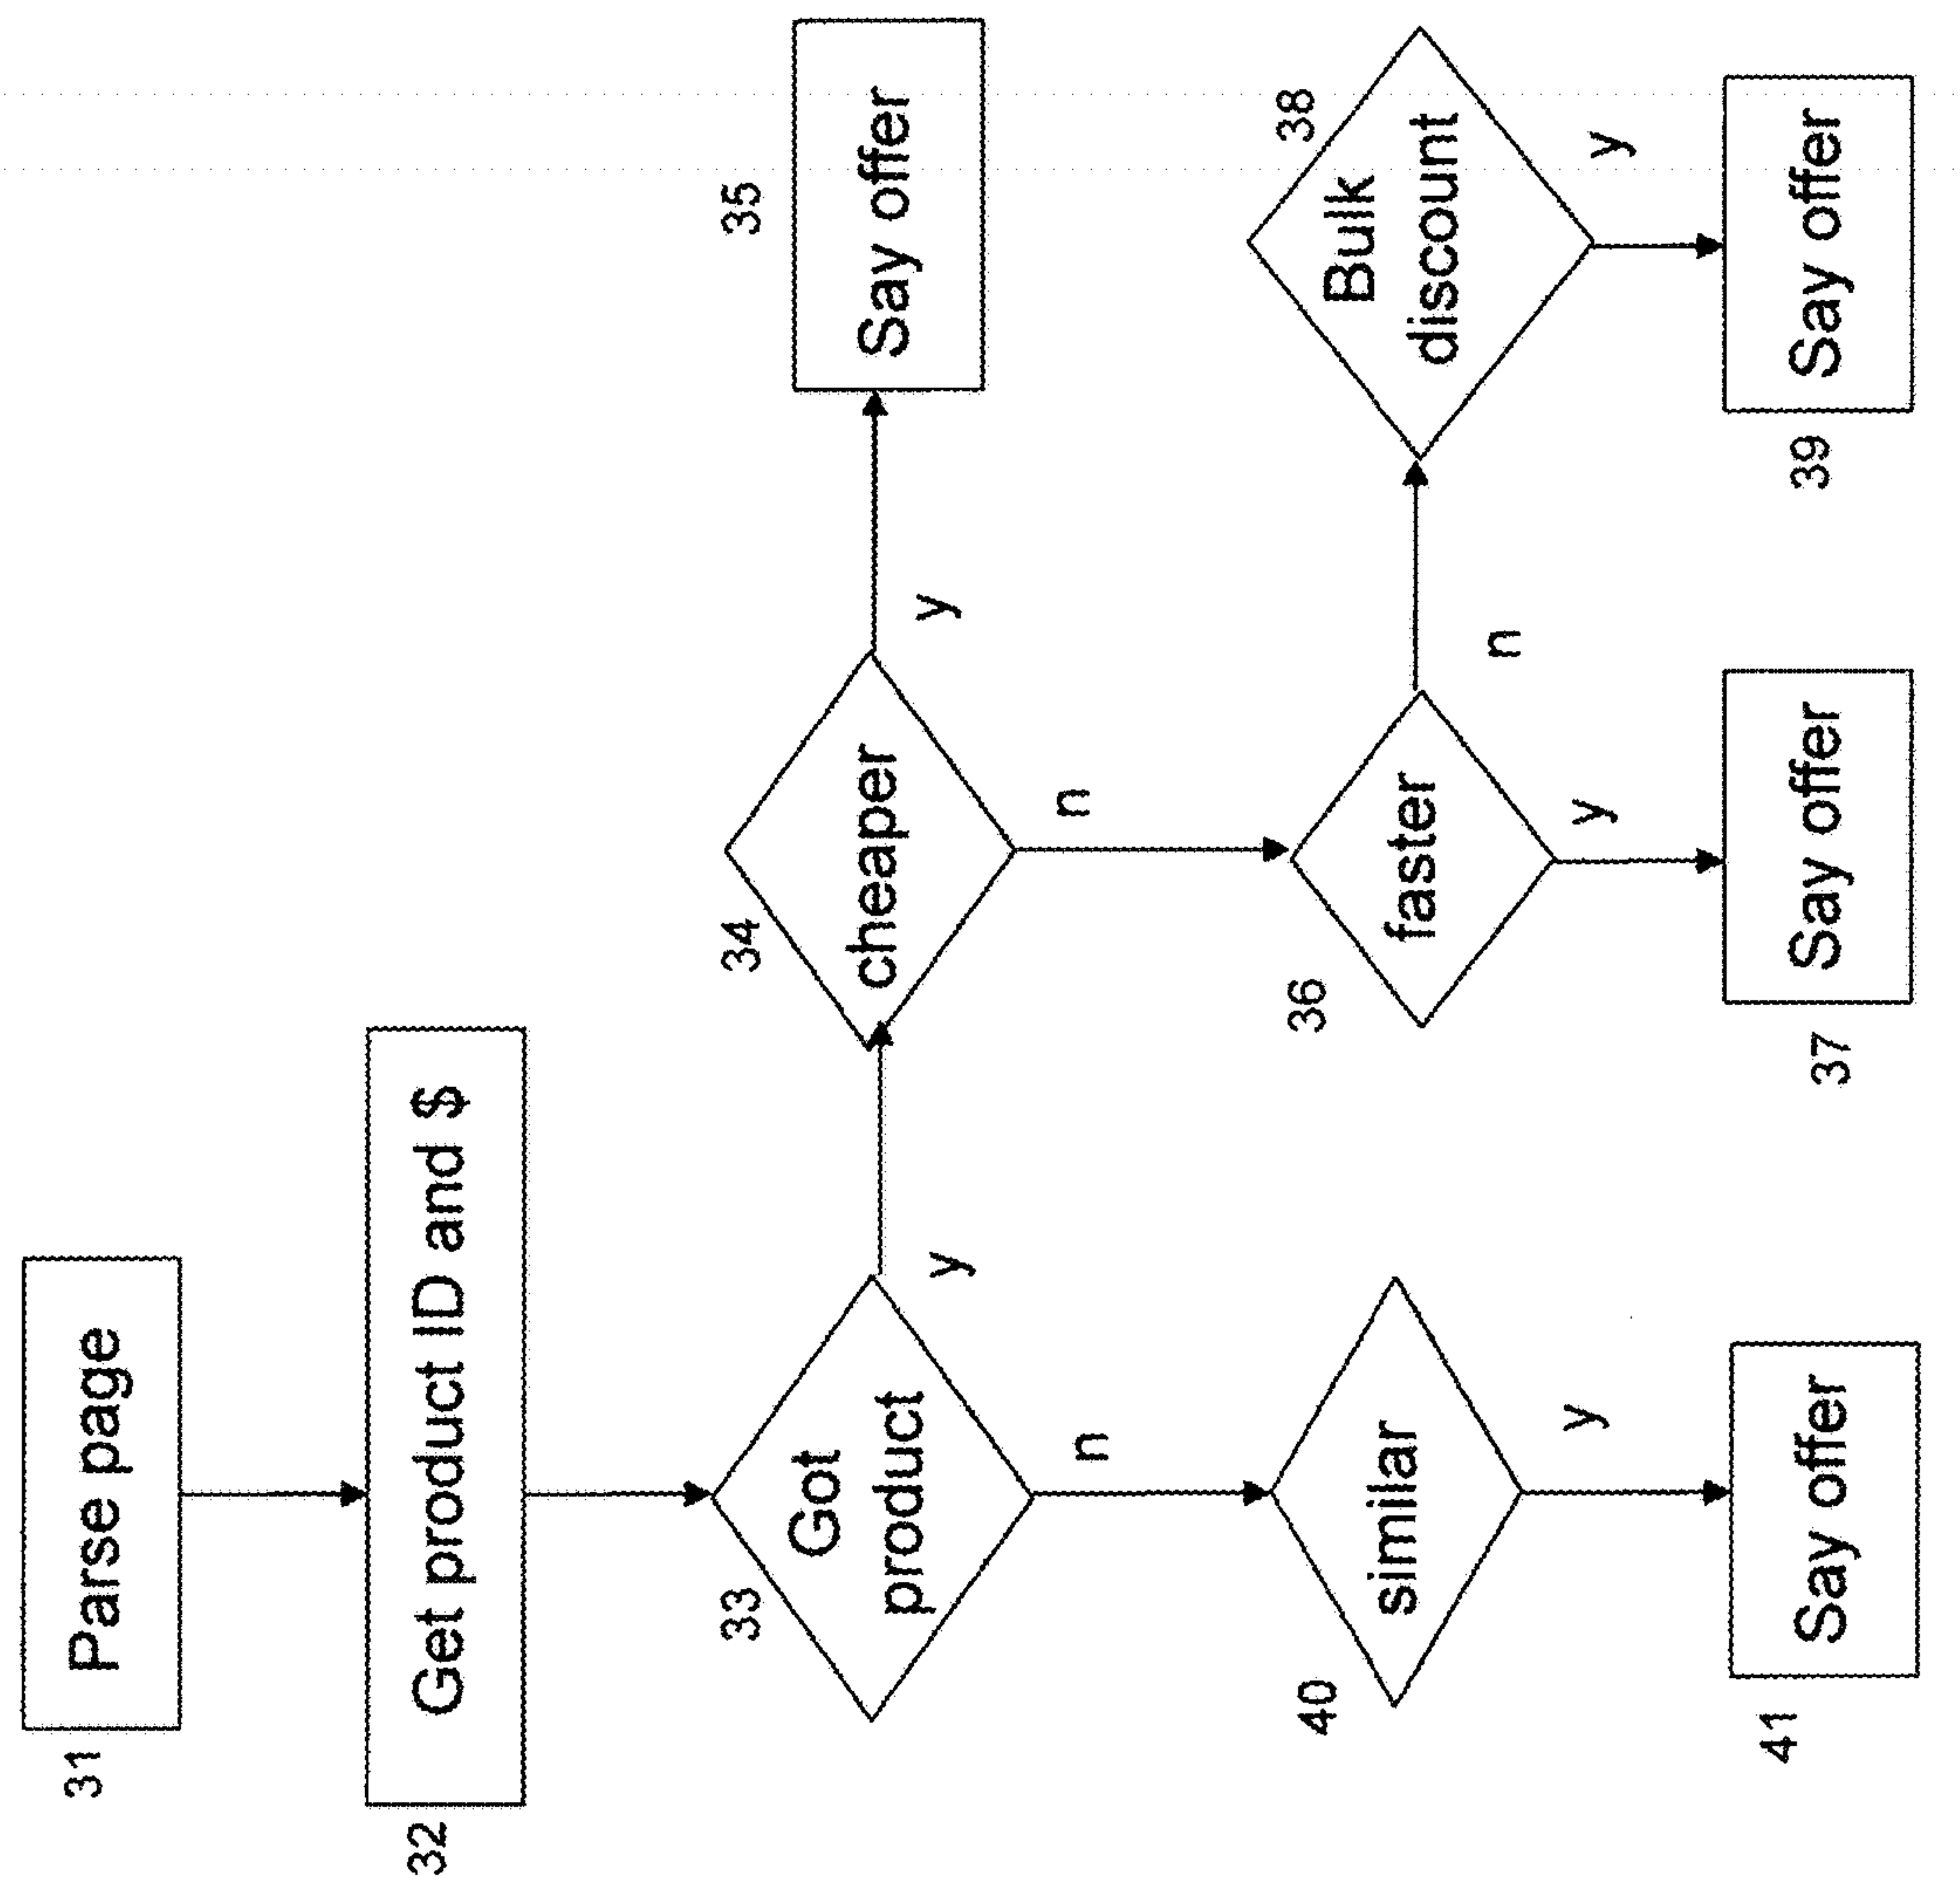 31
Parse page
32
Get product ID and $
33
Got
product
y
34
cheaper
y
35
Say offer
n
n
40
similar
y
41
Say offer
36
faster
n
38
Bulk
discount
y
37
Say offer
y
39
Say offer